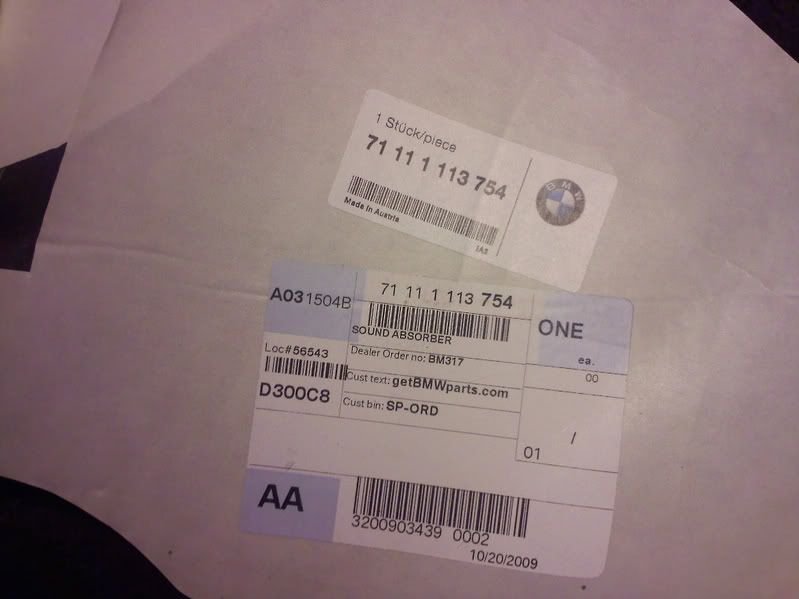 1 Stück/piece
71 11 1 113 754
Made in Austria
BMW
A031504B
71 11 1 113 754
ONE
SOUND ABSORBER
ea.
Loc#56543
Dealer Order no: BM317
00
Cust text: getBMWparts.com
D300C8
Cust bin: SP-ORD
/
01
AA
3200903439 0002
10/20/2009